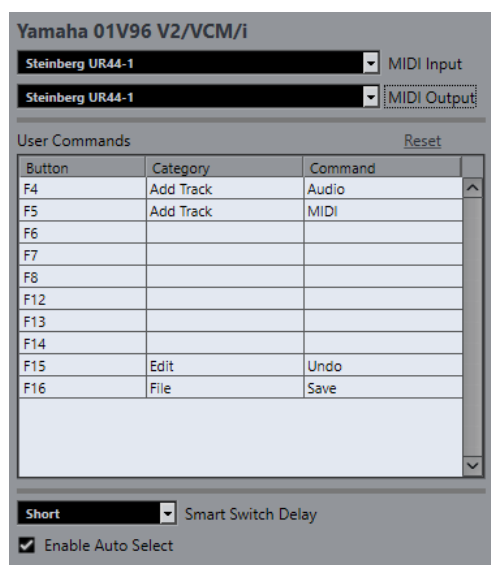 Yamaha 01V96 V2/VCM/i
Steinberg UR44-1 MIDI Input
Steinberg UR44-1 MIDI Output
User Commands Reset
Button Category Command
F4 Add Track Audio
F5 Add Track MIDI
F6
F7
F8
F12
F13
F14
F15 Edit Undo
F16 File Save
Short Smart Switch Delay
Enable Auto Select